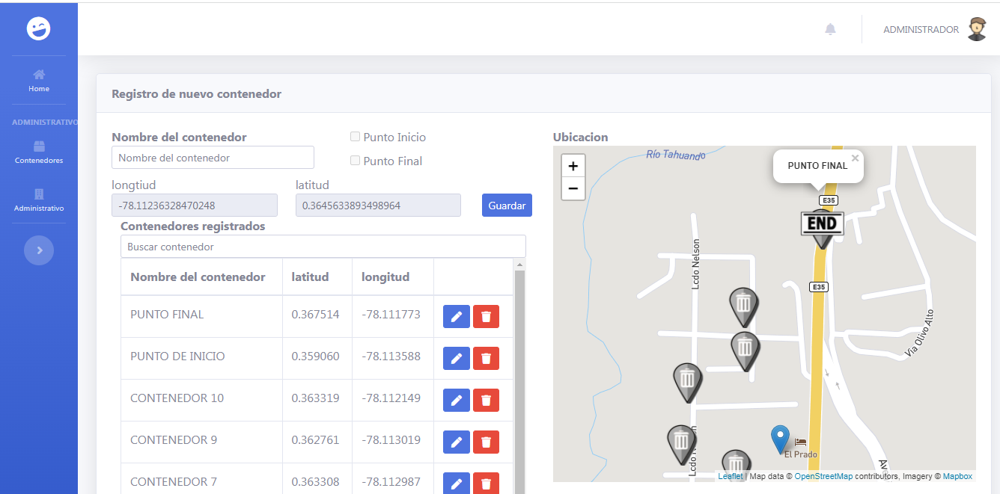 ADMINISTRADOR
Home
ADMINISTRATIVO
Contenedores
Administrativo
Registro de nuevo contenedor
Nombre del contenedor
Nombre del contenedor
Punto Inicio
Punto Final
longtiud
-78.11236328470248
latitud
0.3645633893498964
Guardar
Contenedores registrados
Buscar contenedor
Nombre del contenedor latitud longitud
PUNTO FINAL 0.367514 -78.111773
PUNTO DE INICIO 0.359060 -78.113588
CONTENEDOR 10 0.363319 -78.112149
CONTENEDOR 9 0.362761 -78.113019
CONTENEDOR 7 0.363308 -78.112987
Ubicacion
+
−
Río Tahuando
PUNTO FINAL ×
E35
END
Lcdo Nelson
E35
Via Olivo Alto
Lcdo N on
El Prado
Ave
Leaflet | Map data © OpenStreetMap contributors, Imagery © Mapbox